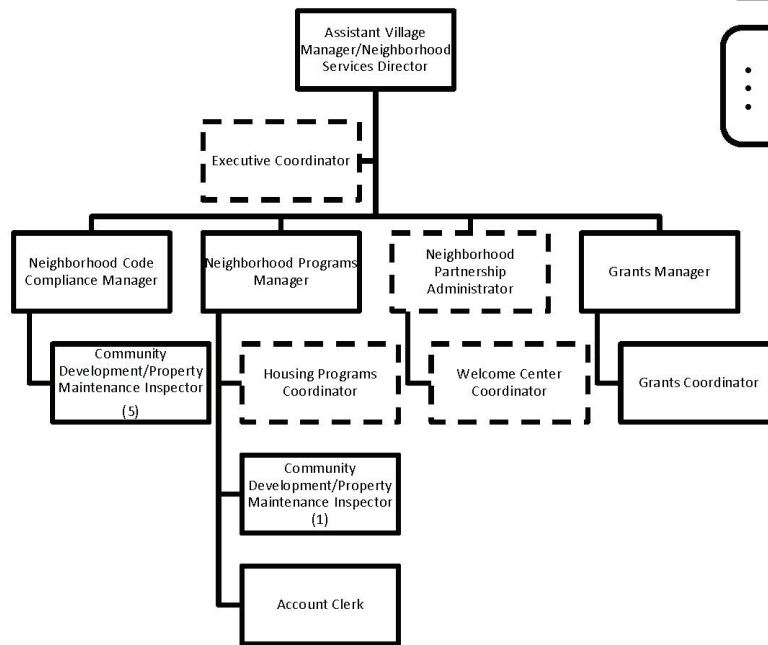 Assistant Village
Manager/Neighborhood
Services Director
Executive Coordinator
Neighborhood Code
Compliance Manager
Neighborhood Programs
Manager
Neighborhood
Partnership
Administrator
Grants Manager
Community
Development/Property
Maintenance Inspector
(5)
Housing Programs
Coordinator
Welcome Center
Coordinator
Grants Coordinator
Community
Development/Property
Maintenance Inspector
(1)
Account Clerk